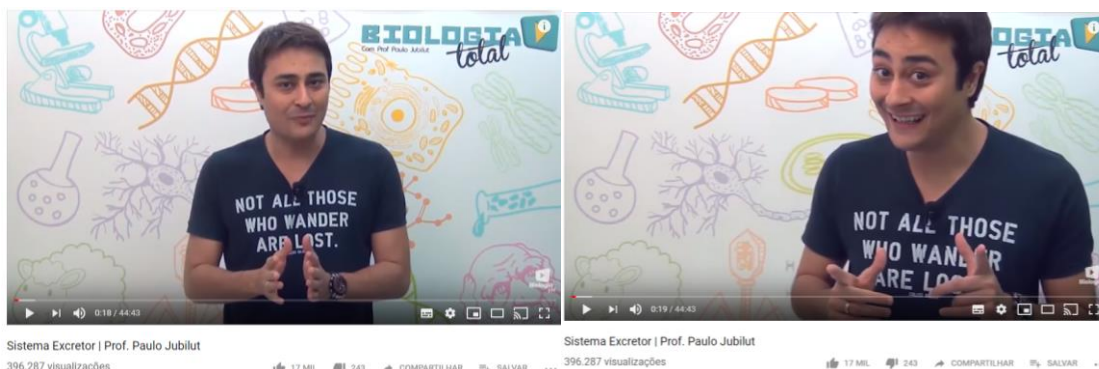 BIOLOGIA
total
Com Prof Paulo Jubilut
NOT ALL THOSE
WHO WANDER
ARE LOST.
0:18 / 44:43
Sistema Excretor | Prof. Paulo Jubilut
396.287 visualizações
17 MIL
243
COMPARTILHAR
SALVAR
OGIA
total
NOT ALL THOSE
WHO WANDER
ARE LO
0:19 / 44:43
Sistema Excretor | Prof. Paulo Jubilut
396.287 visualizações
17 MIL
243
COMPARTILHAR
SALVAR